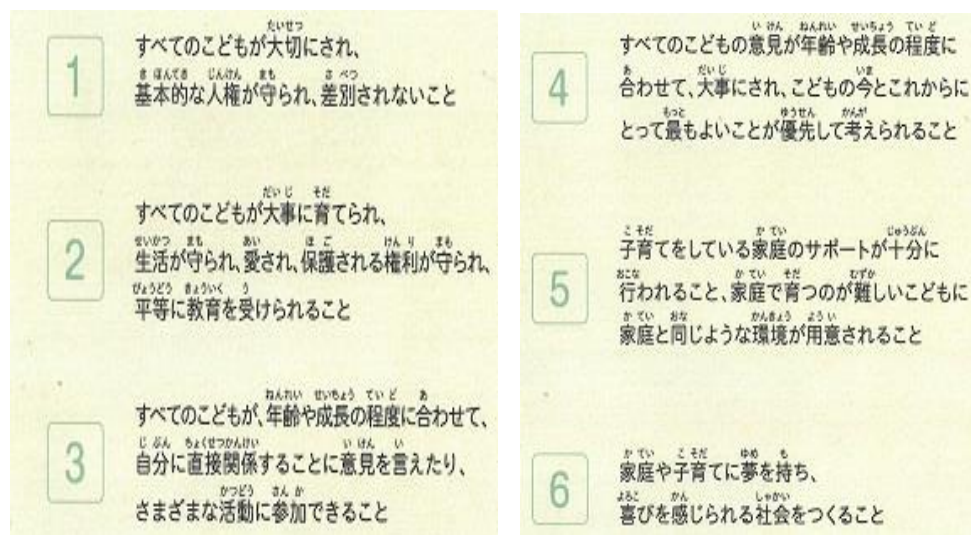 1
すべてのこどもが大切にされ、
基本的な人権が守られ、差別されないこと
2
すべてのこどもが大事に育てられ、
生活が守られ、愛され、保護される権利が守られ、
平等に教育を受けられること
3
すべてのこどもが、年齢や成長の程度に合わせて、
自分に直接関係することに意見を言えたり、
さまざまな活動に参加できること
4
すべてのこどもの意見が年齢や成長の程度に
合わせて、大事にされ、こどもの今とこれからに
とって最もよいことが優先して考えられること
5
子育てをしている家庭のサポートが十分に
行われること、家庭で育つのが難しいこどもに
家庭と同じような環境が用意されること
6
家庭や子育てに夢を持ち、
喜びを感じられる社会をつくること